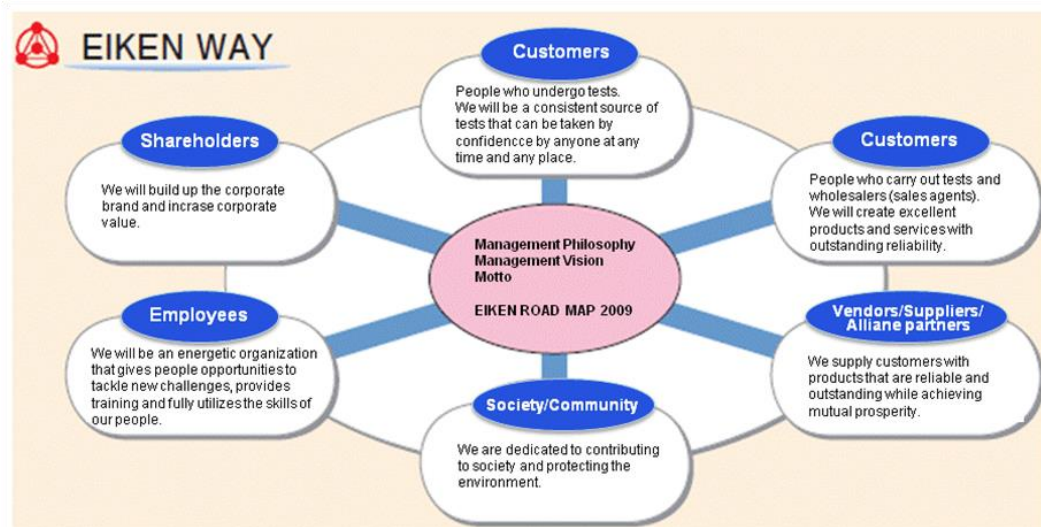 EIKEN WAY
Customers
People who undergo tests.
We will be a consistent source of
tests that can be taken by
confidencce by anyone at any
time and any place.
Shareholders
We will build up the corporate
brand and incrase corporate
value.
Customers
People who carry out tests and
wholesalers (sales agents).
We will create excellent
products and services with
outstanding reliability.
Management Philosophy
Management Vision
Motto
EIKEN ROAD MAP 2009
Employees
We will be an energetic organization
that gives people opportunities to
tackle new challenges, provides
training and fully utilizes the skills of
our people.
Vendors/Suppliers/
Alliane partners
We supply customers with
products that are reliable and
outstanding while achieving
mutual prosperity.
Society/Community
We are dedicated to contributing
to society and protecting the
environment.